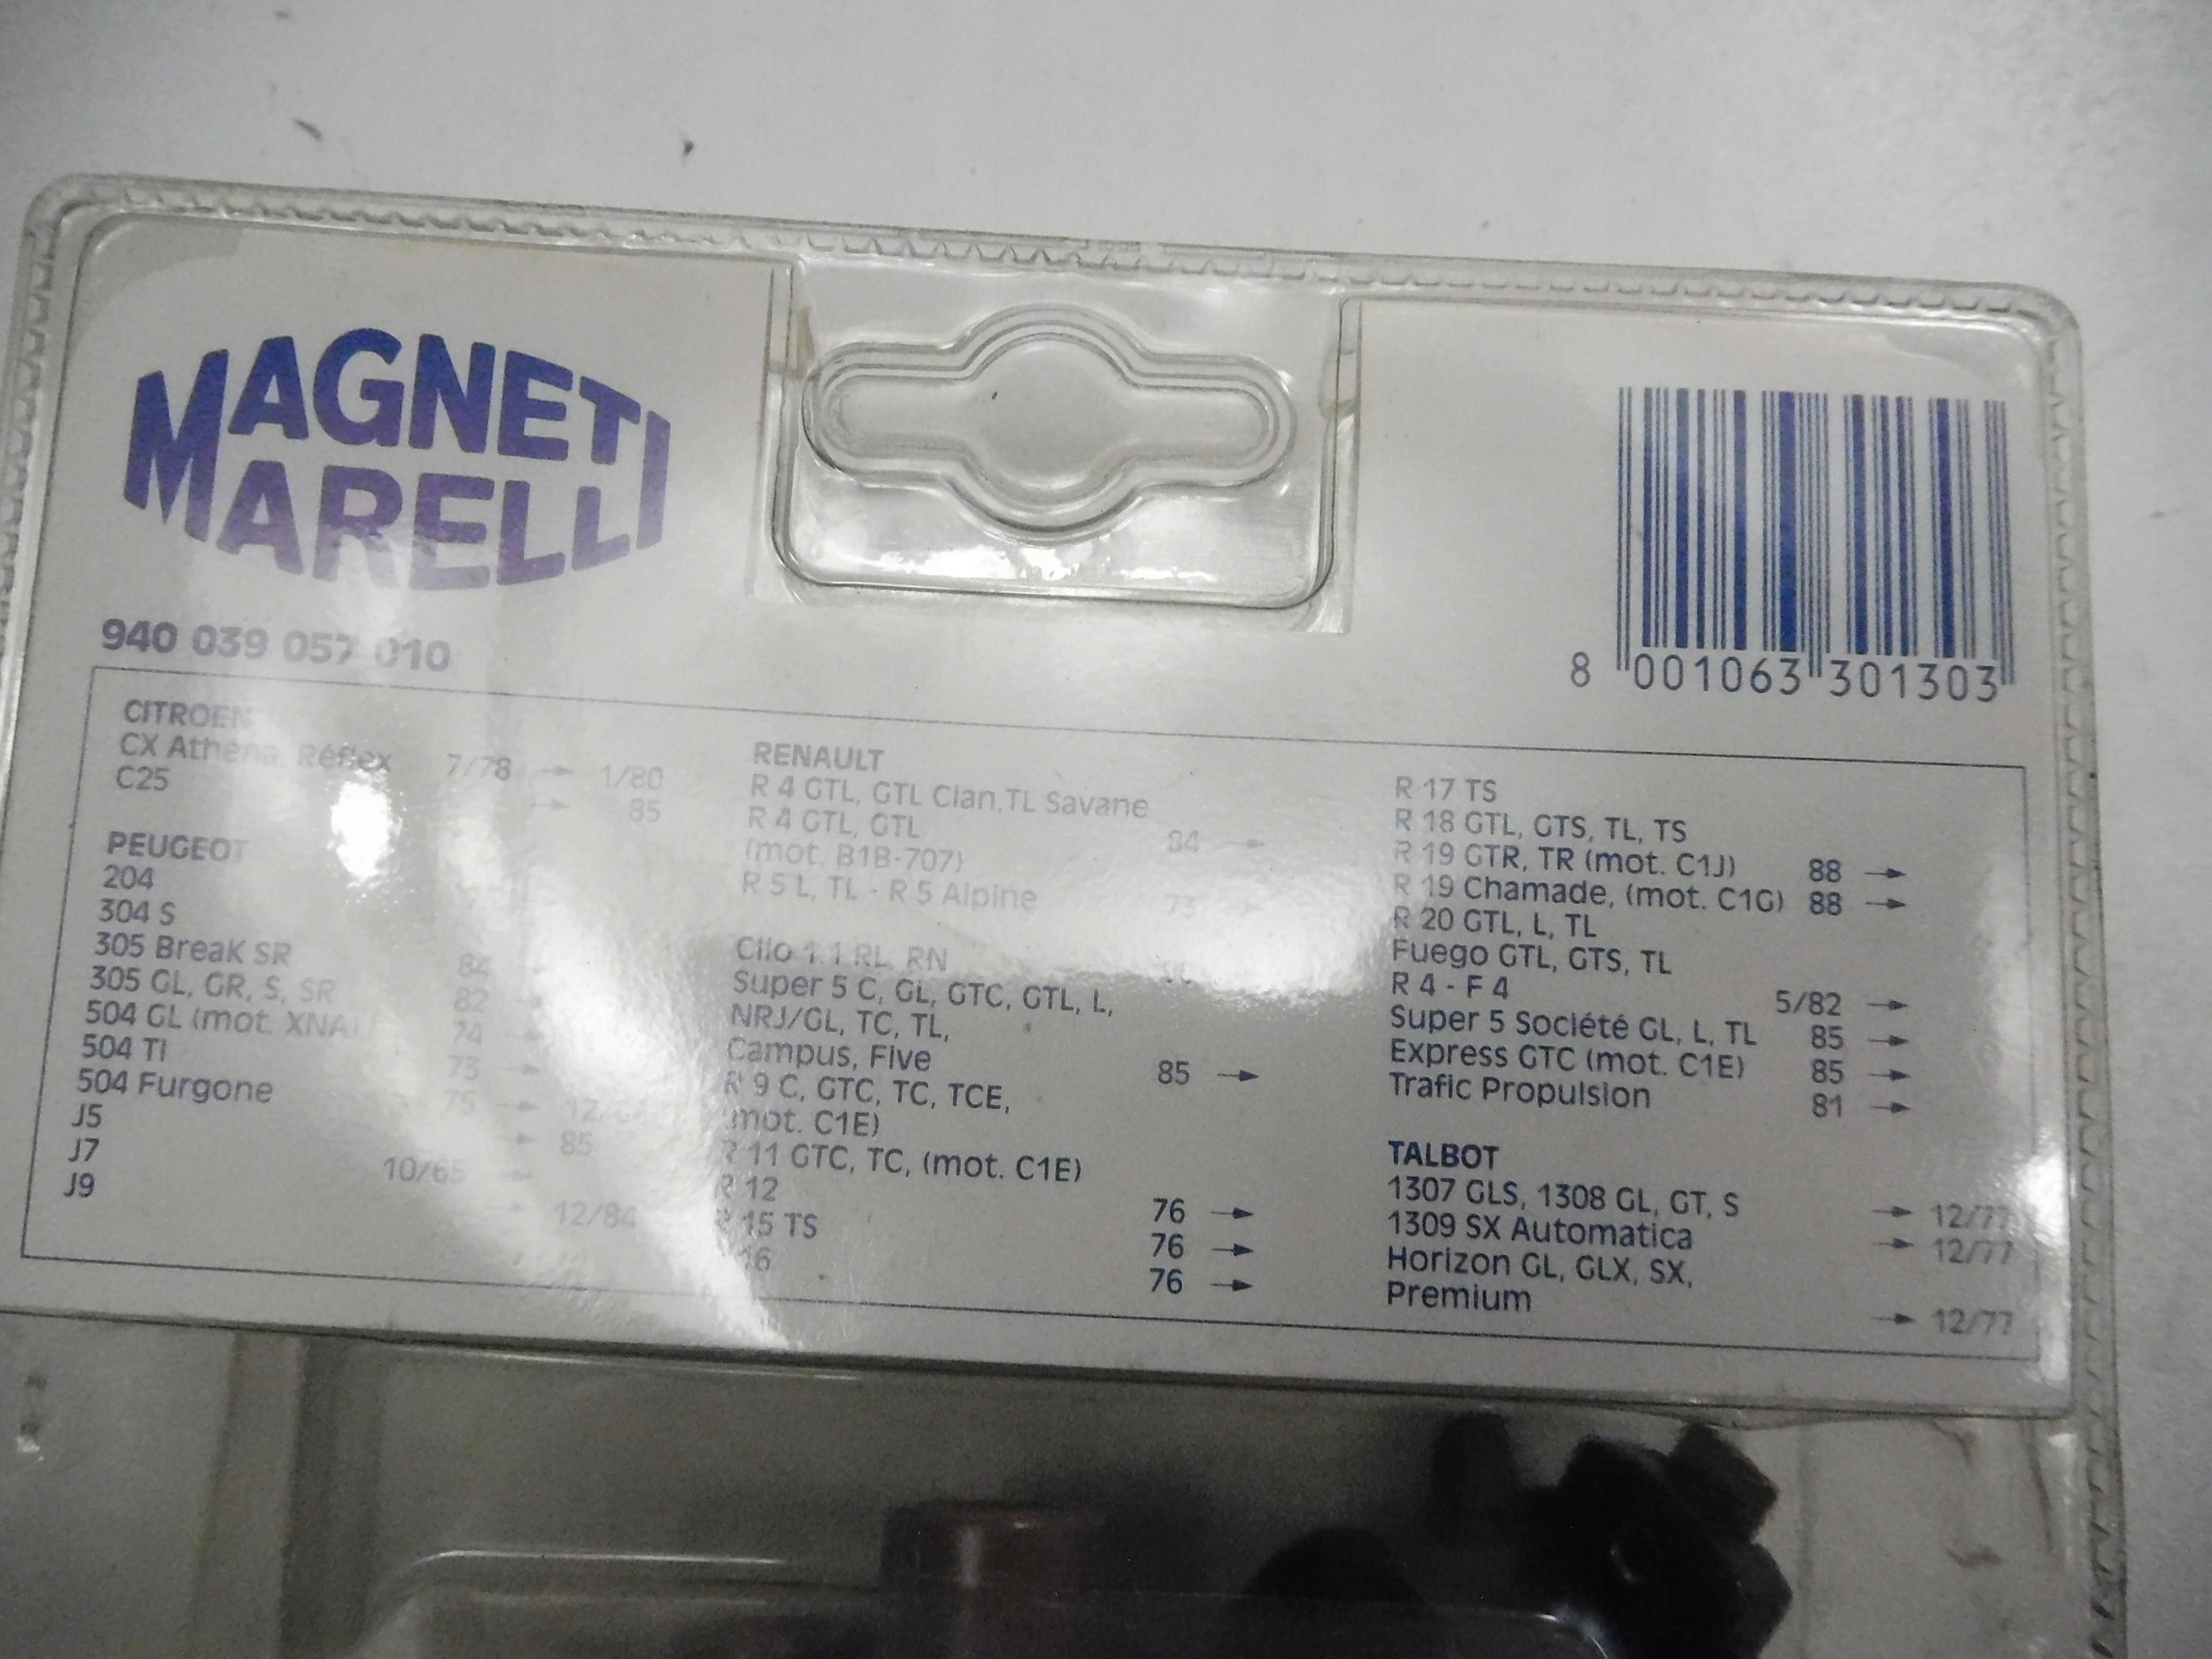 MAGNETI
MARELLI
940 039 057 010
8 001063 301303
CITROEN
CX Athena, Réflex 7/78 → 1/80
C25 → 85
PEUGEOT
204
304 S
305 BreaK SR
305 GL, GR, S, SR 82
504 GL (mot. XNA) 74 →
504 TI 73 →
504 Furgone 75 →
J5 → 85
J7 10/65 →
J9 → 12/84
RENAULT
R 4 GTL, GTL Clan,TL Savane
R 4 GTL, GTL
(mot. B1B-707) 84 →
R 5 L, TL - R 5 Alpine 73 →
Clio 1.1 RL, RN
Super 5 C, GL, GTC, GTL, L,
NRJ/GL, TC, TL,
Campus, Five 85 →
R 9 C, GTC, TC, TCE,
(mot. C1E)
R 11 GTC, TC, (mot. C1E)
R 12 76 →
R 15 TS 76 →
16 76 →
R 17 TS
R 18 GTL, GTS, TL, TS
R 19 GTR, TR (mot. C1J) 88 →
R 19 Chamade, (mot. C1G) 88 →
R 20 GTL, L, TL
Fuego GTL, GTS, TL
R 4 - F 4 5/82 →
Super 5 Société GL, L, TL 85 →
Express GTC (mot. C1E) 85 →
Trafic Propulsion 81 →
TALBOT
1307 GLS, 1308 GL, GT, S → 12/77
1309 SX Automatica → 12/77
Horizon GL, GLX, SX,
Premium → 12/77